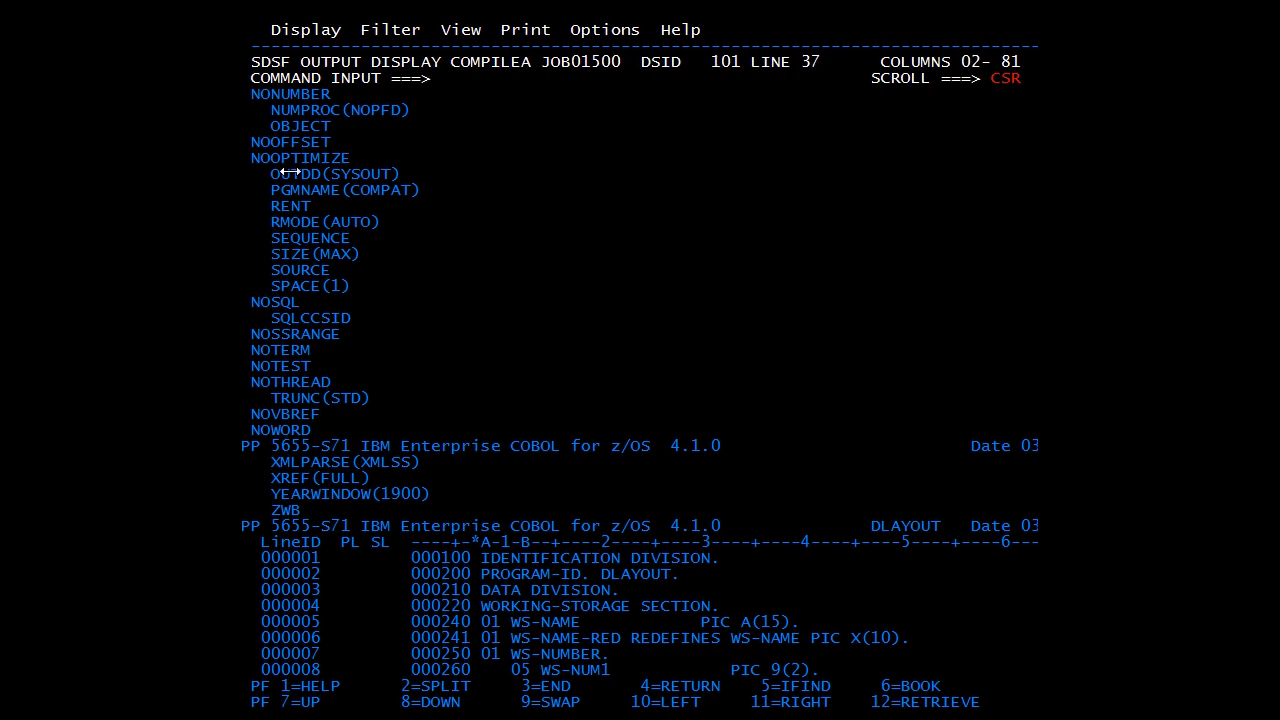 Display  Filter  View  Print  Options  Help
-------------------------------------------------------------------------------
SDSF OUTPUT DISPLAY COMPILEA JOB01500  DSID   101 LINE 37      COLUMNS 02- 81
COMMAND INPUT ===>                                            SCROLL ===> CSR
NONUMBER
  NUMPROC(NOPFD)
  OBJECT
NOOFFSET
NOOPTIMIZE
  OUTDD(SYSOUT)
  PGMNAME(COMPAT)
  RENT
  RMODE(AUTO)
  SEQUENCE
  SIZE(MAX)
  SOURCE
  SPACE(1)
NOSQL
  SQLCCSID
NOSSRANGE
NOTERM
NOTEST
NOTHREAD
  TRUNC(STD)
NOVBREF
NOWORD
PP 5655-S71 IBM Enterprise COBOL for z/OS  4.1.0                         Date 03
  XMLPARSE(XMLSS)
  XREF(FULL)
  YEARWINDOW(1900)
  ZWB
PP 5655-S71 IBM Enterprise COBOL for z/OS  4.1.0               DLAYOUT   Date 03
  LineID  PL SL  ----+-*A-1-B--+----2----+----3----+----4----+----5----+----6---
  000001         000100 IDENTIFICATION DIVISION.
  000002         000200 PROGRAM-ID. DLAYOUT.
  000003         000210 DATA DIVISION.
  000004         000220 WORKING-STORAGE SECTION.
  000005         000240 01 WS-NAME            PIC A(15).
  000006         000241 01 WS-NAME-RED REDEFINES WS-NAME PIC X(10).
  000007         000250 01 WS-NUMBER.
  000008         000260    05 WS-NUM1            PIC 9(2).
PF 1=HELP      2=SPLIT     3=END       4=RETURN    5=IFIND     6=BOOK
PF 7=UP        8=DOWN      9=SWAP     10=LEFT     11=RIGHT    12=RETRIEVE